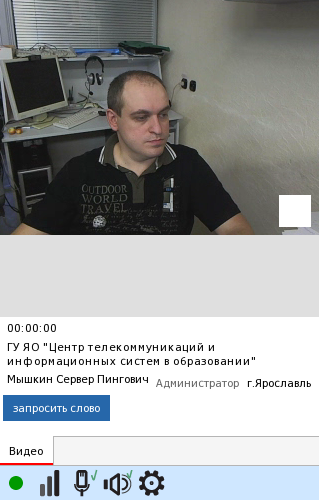 OUTDOOR
WORLD
TRAVEL
00:00:00
ГУ ЯО "Центр телекоммуникаций и
информационных систем в образовании"
Мышкин Сервер Пингович Администратор г.Ярославль
запросить слово
Видео